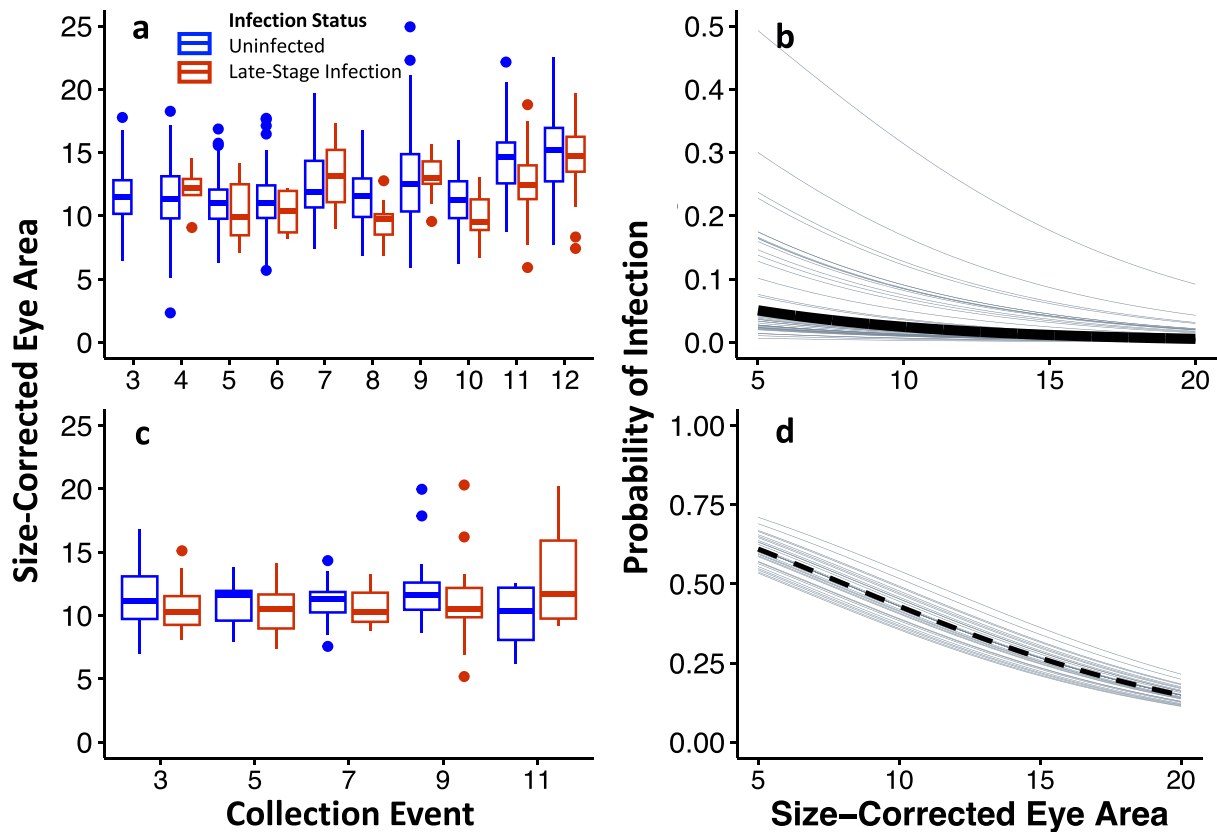 a
Infection Status
Uninfected
Late-Stage Infection
25
20
15
10
5
0
3 4 5 6 7 8 9 10 11 12
b
0.5
0.4
0.3
0.2
0.1
0.0
5 10 15 20
c
25
20
15
10
5
0
3 5 7 9 11
Collection Event
Size-Corrected Eye Area
d
1.00
0.75
0.50
0.25
0.00
5 10 15 20
Size–Corrected Eye Area
Probability of Infection